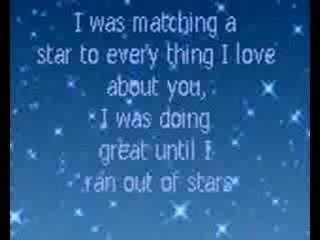 I was matching a
star to every thing I love
about you,
I was doing
great until I
ran out of stars